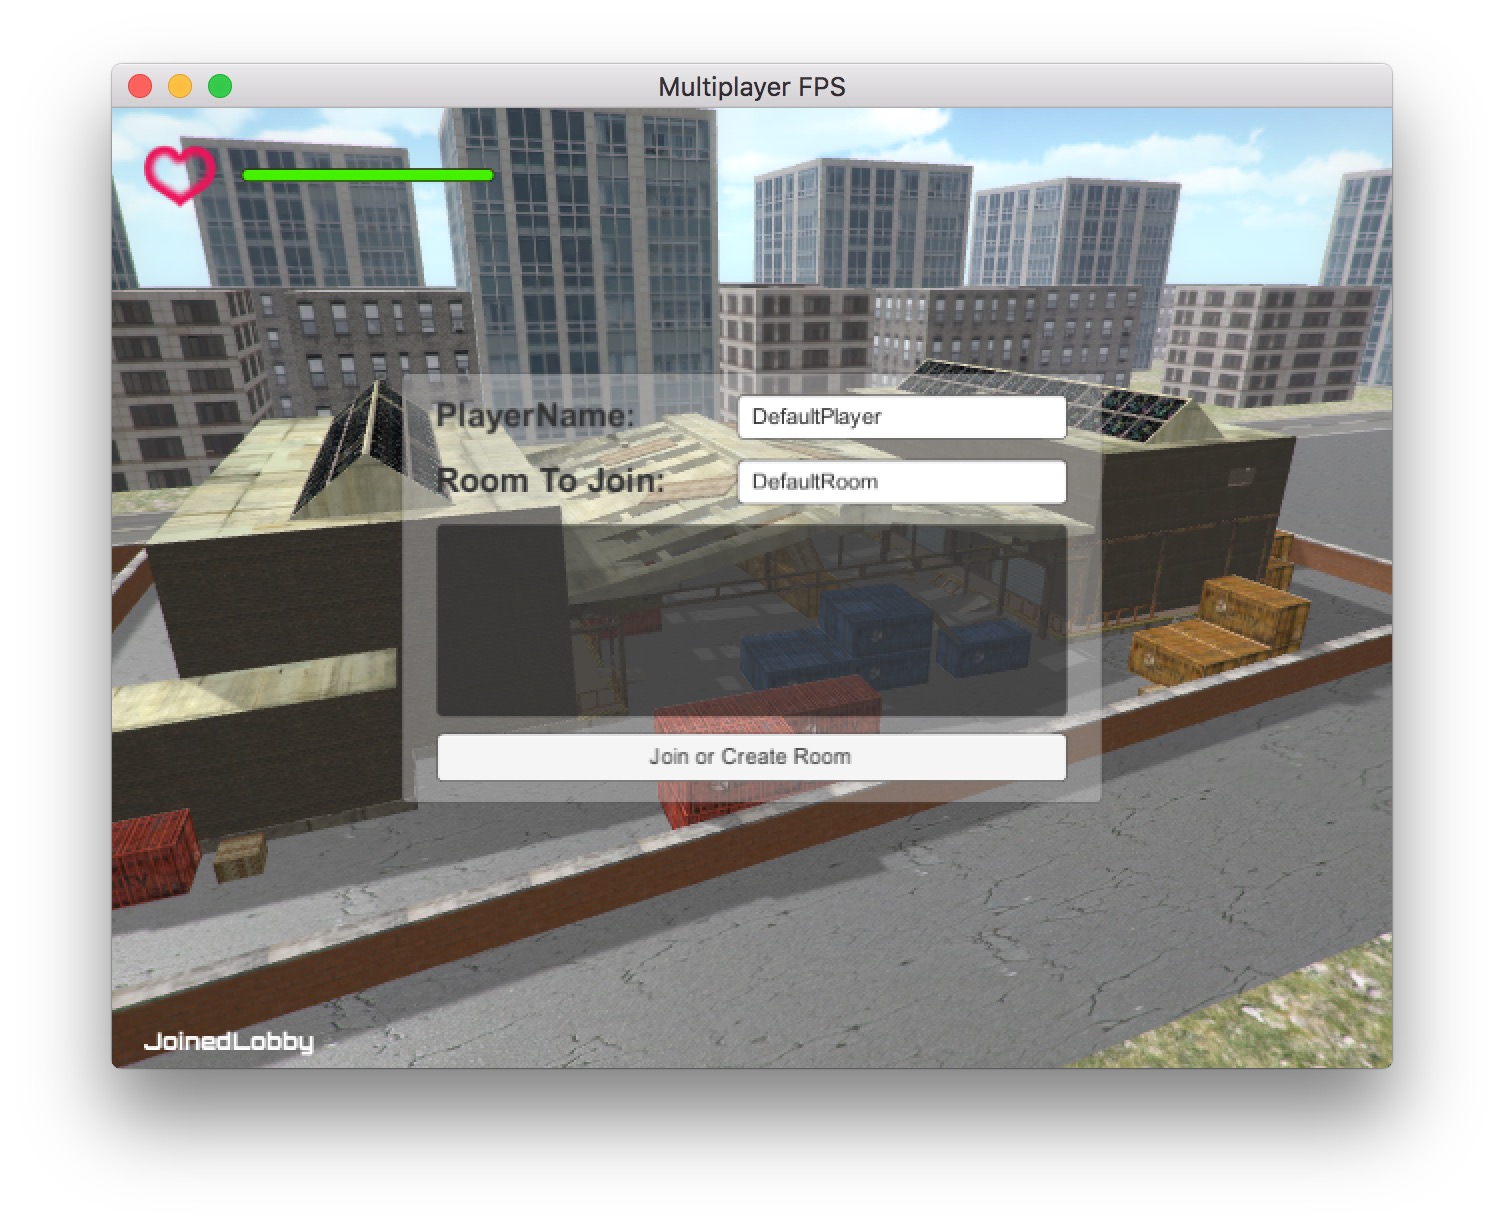 Multiplayer FPS
PlayerName:
DefaultPlayer
Room To Join:
DefaultRoom
Join or Create Room
JoinedLobby